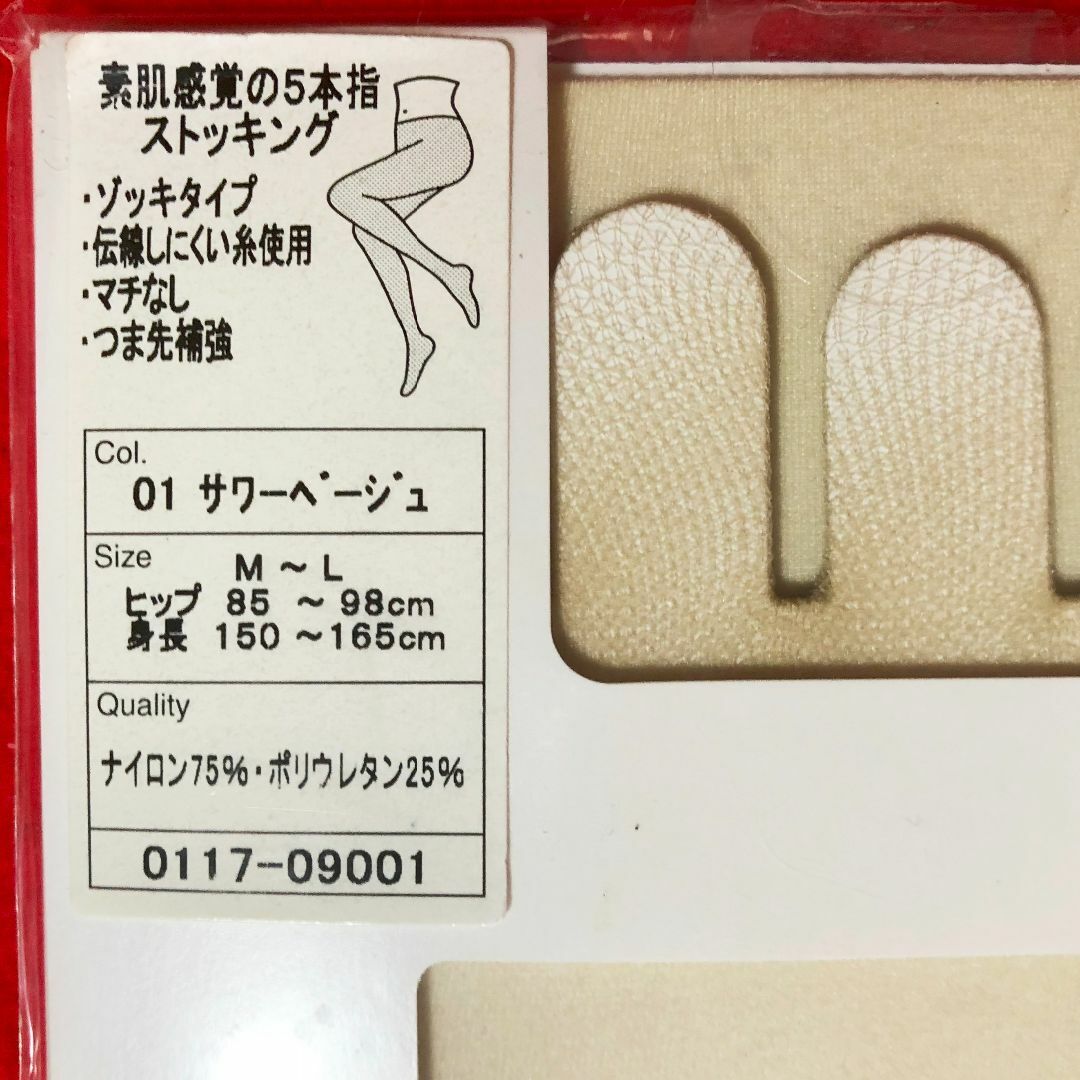 素肌感覚の5本指
ストッキング
・ゾッキタイプ
・伝線しにくい糸使用
・マチなし
・つま先補強
Col.
01 サワーベージュ
Size
M ～ L
ヒップ 85 ～ 98cm
身長 150 ～165cm
Quality
ナイロン75%・ポリウレタン25%
0117-09001